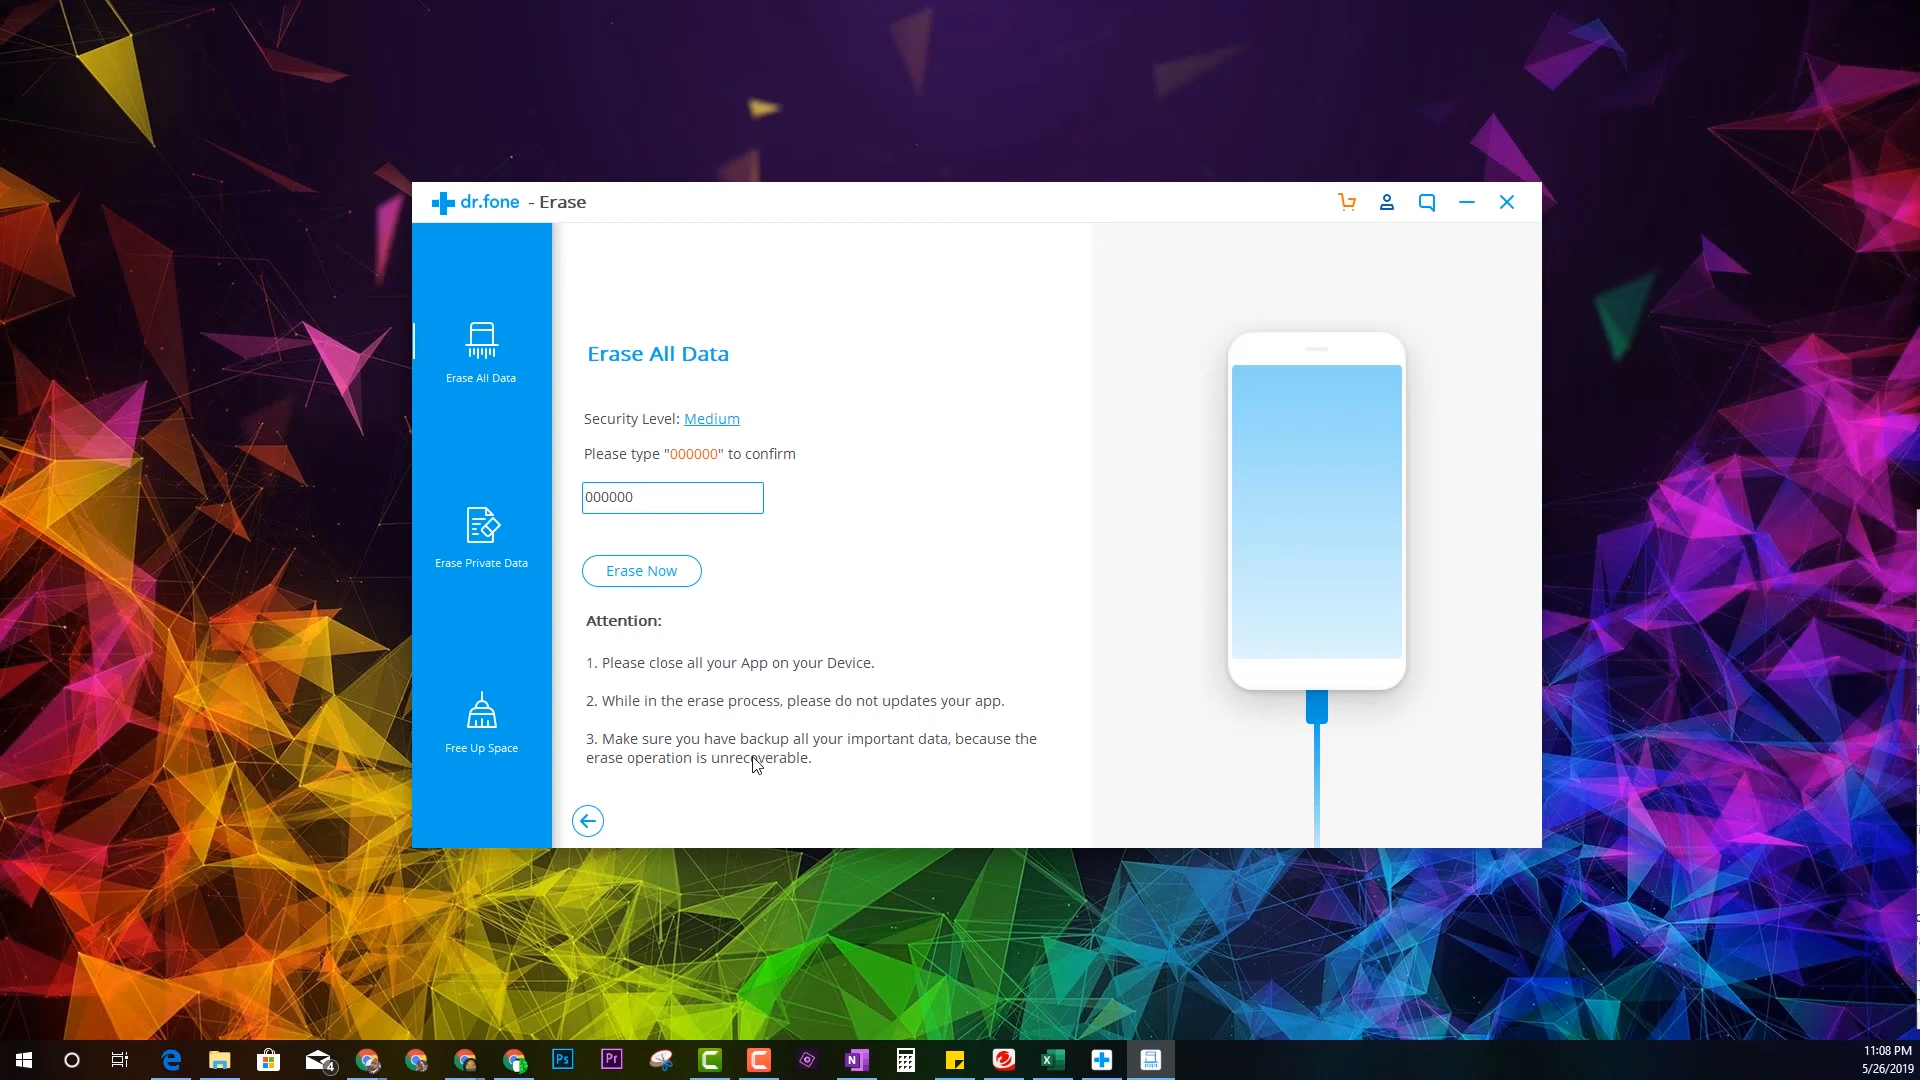 dr.fone - Erase
Erase All Data
Erase Private Data
Free Up Space
Erase All Data
Security Level: Medium
Please type "000000" to confirm
000000
Erase Now
Attention:
1. Please close all your App on your Device.
2. While in the erase process, please do not updates your app.
3. Make sure you have backup all your important data, because the
erase operation is unrecoverable.
4
Ps
Pr
N
X
11:08 PM
5/26/2019